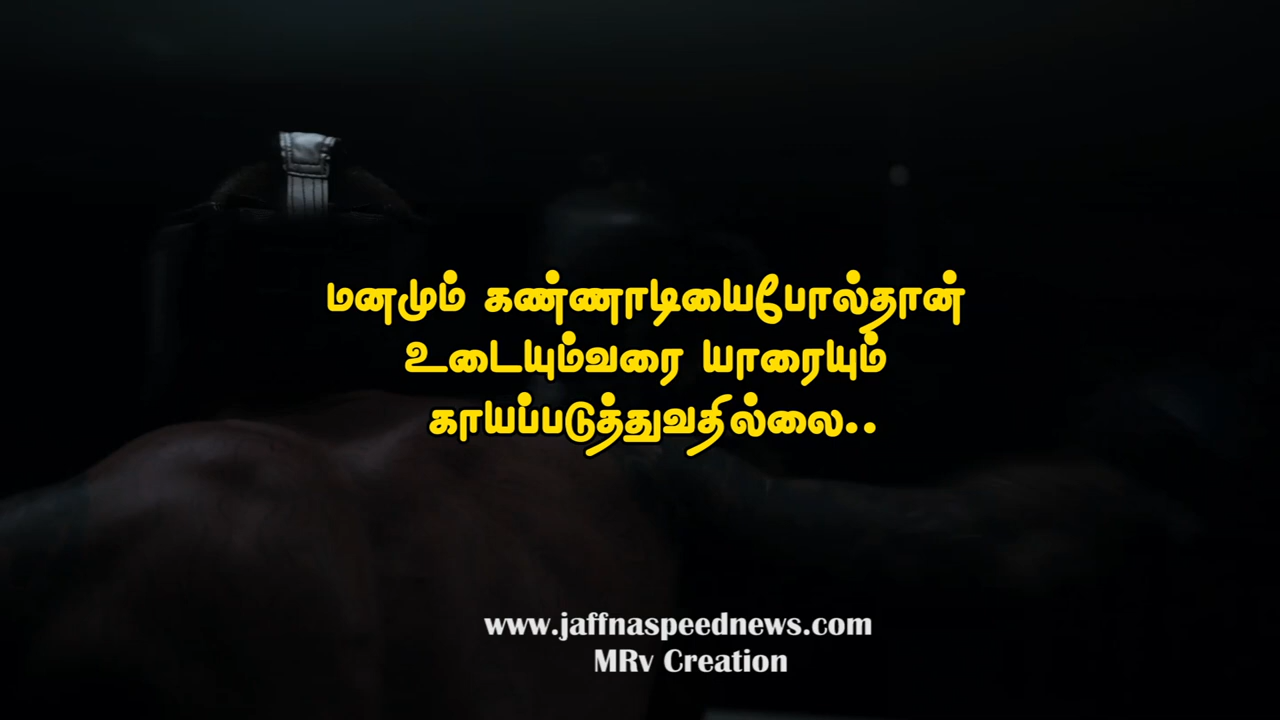 மனமும் கண்ணாடியைபோல்தான்
உடையும்வரை யாரையும்
காயப்படுத்துவதில்லை..
www.jaffnaspeednews.com
MRv Creation